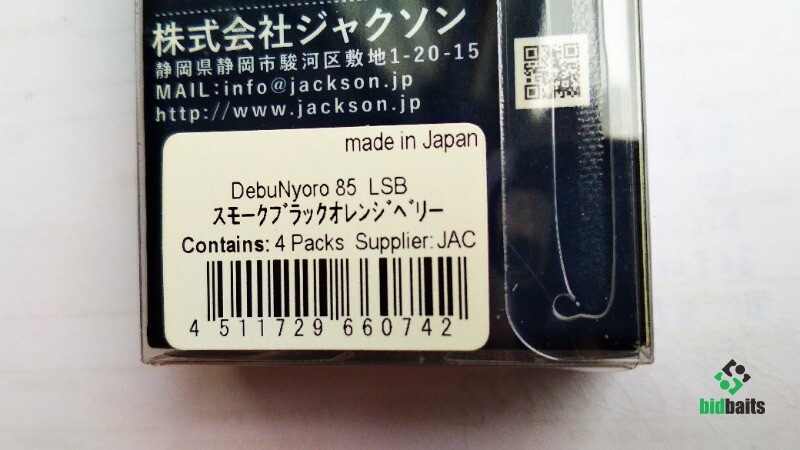 株式会社ジャクソン
静岡県静岡市駿河区敷地1-20-15
MAIL:info@jackson.jp
http://www.jackson.jp
made in Japan
DebuNyoro 85 LSB
スモークブラックオレンジベリー
Contains: 4 Packs Supplier: JAC
4 511729 660742
bidbaits